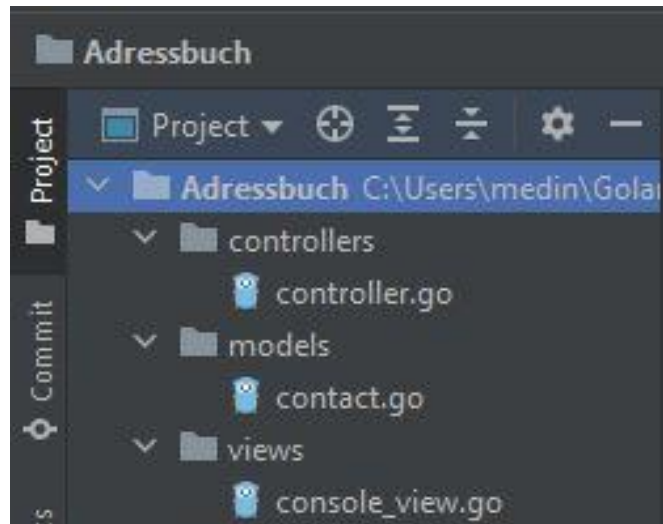 Adressbuch
Project
Project
Adressbuch C:\Users\medin\Gola
controllers
controller.go
Commit
models
contact.go
views
console_view.go